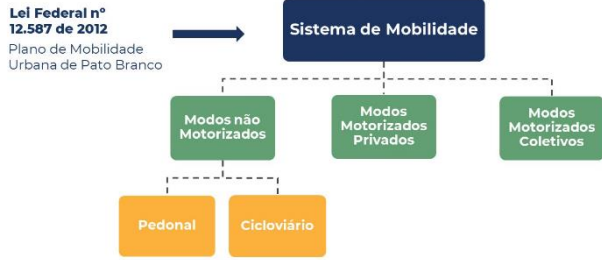 Lei Federal nº
12.587 de 2012
Plano de Mobilidade
Urbana de Pato Branco
Sistema de Mobilidade
Modos não
Motorizados
Modos
Motorizados
Privados
Modos
Motorizados
Coletivos
Pedonal
Cicloviário